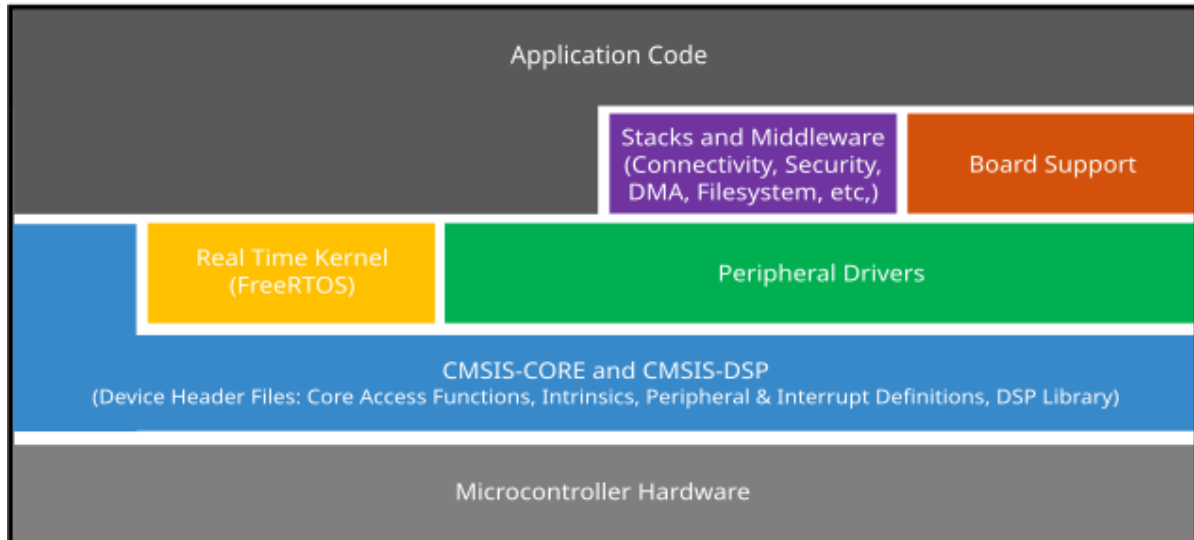 Application Code
Stacks and Middleware
(Connectivity, Security,
DMA, Filesystem, etc,)
Board Support
Real Time Kernel
(FreeRTOS)
Peripheral Drivers
CMSIS-CORE and CMSIS-DSP
(Device Header Files: Core Access Functions, Intrinsics, Peripheral & Interrupt Definitions, DSP Library)
Microcontroller Hardware